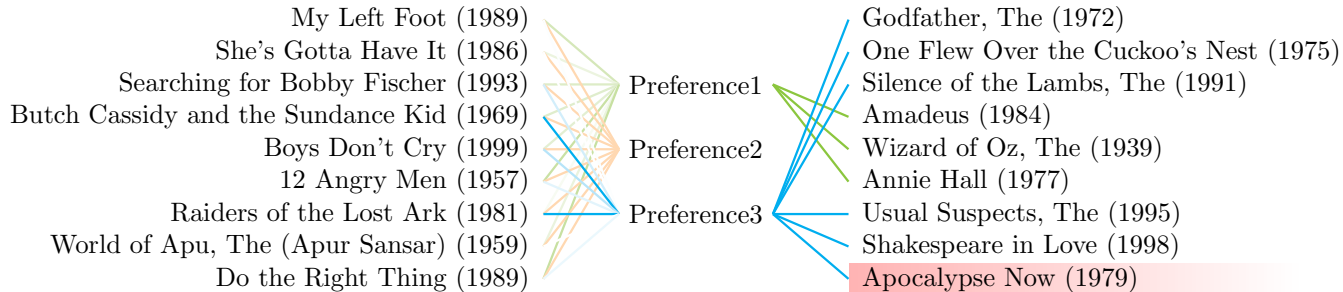 My Left Foot (1989)
She's Gotta Have It (1986)
Searching for Bobby Fischer (1993)
Butch Cassidy and the Sundance Kid (1969)
Boys Don't Cry (1999)
12 Angry Men (1957)
Raiders of the Lost Ark (1981)
World of Apu, The (Apur Sansar) (1959)
Do the Right Thing (1989)
Preference1
Preference2
Preference3
Godfather, The (1972)
One Flew Over the Cuckoo's Nest (1975)
Silence of the Lambs, The (1991)
Amadeus (1984)
Wizard of Oz, The (1939)
Annie Hall (1977)
Usual Suspects, The (1995)
Shakespeare in Love (1998)
Apocalypse Now (1979)